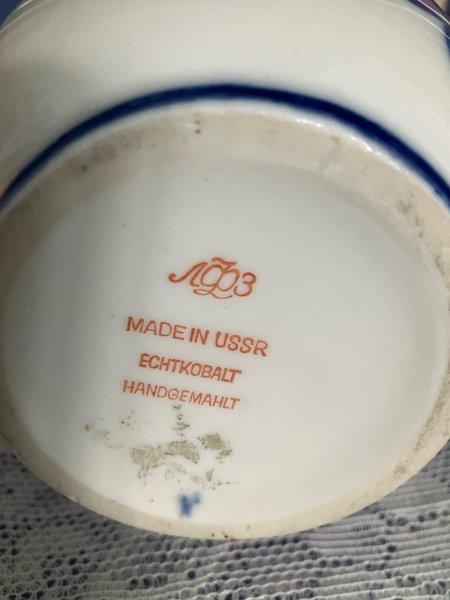 ЛФЗ
MADE IN USSR
ECHTKOBALT
HANDGEMAHLT